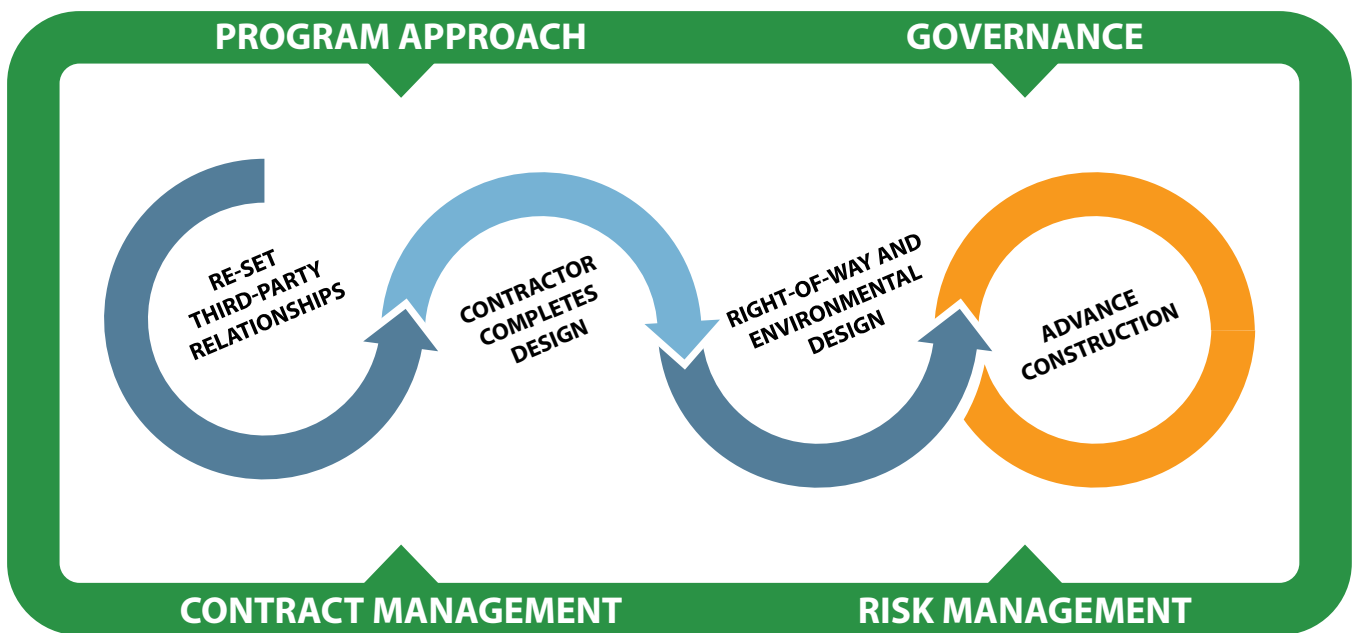 PROGRAM APPROACH
GOVERNANCE
RE-SET
THIRD-PARTY
RELATIONSHIPS
CONTRACTOR
COMPLETES
DESIGN
RIGHT-OF-WAY AND
ENVIRONMENTAL
DESIGN
ADVANCE
CONSTRUCTION
CONTRACT MANAGEMENT
RISK MANAGEMENT